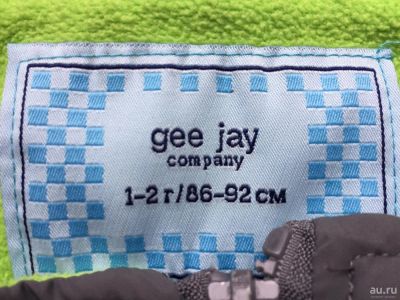 gee jay
company
1-2 г/86-92 см
au.ru